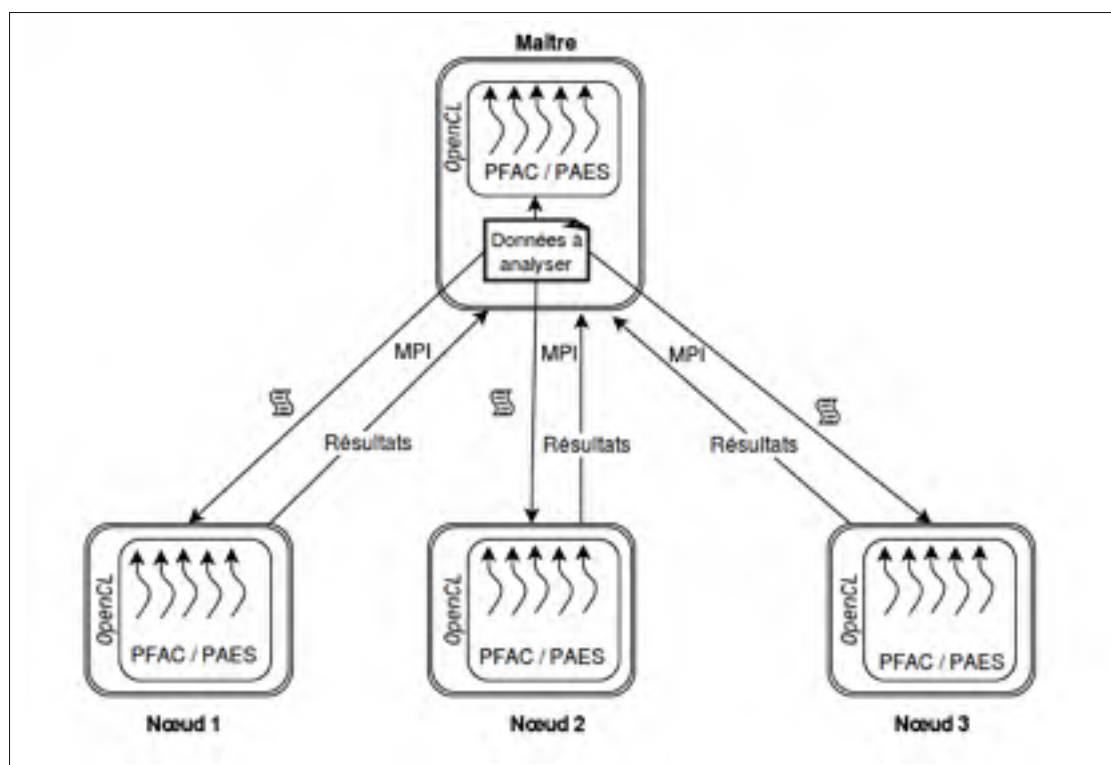 Maître
OpenCL
PFAC / PAES
Données à
analyser
MPI
MPI
MPI
Résultats
Résultats
Résultats
OpenCL
PFAC / PAES
OpenCL
PFAC / PAES
OpenCL
PFAC / PAES
Nœud 1
Nœud 2
Nœud 3